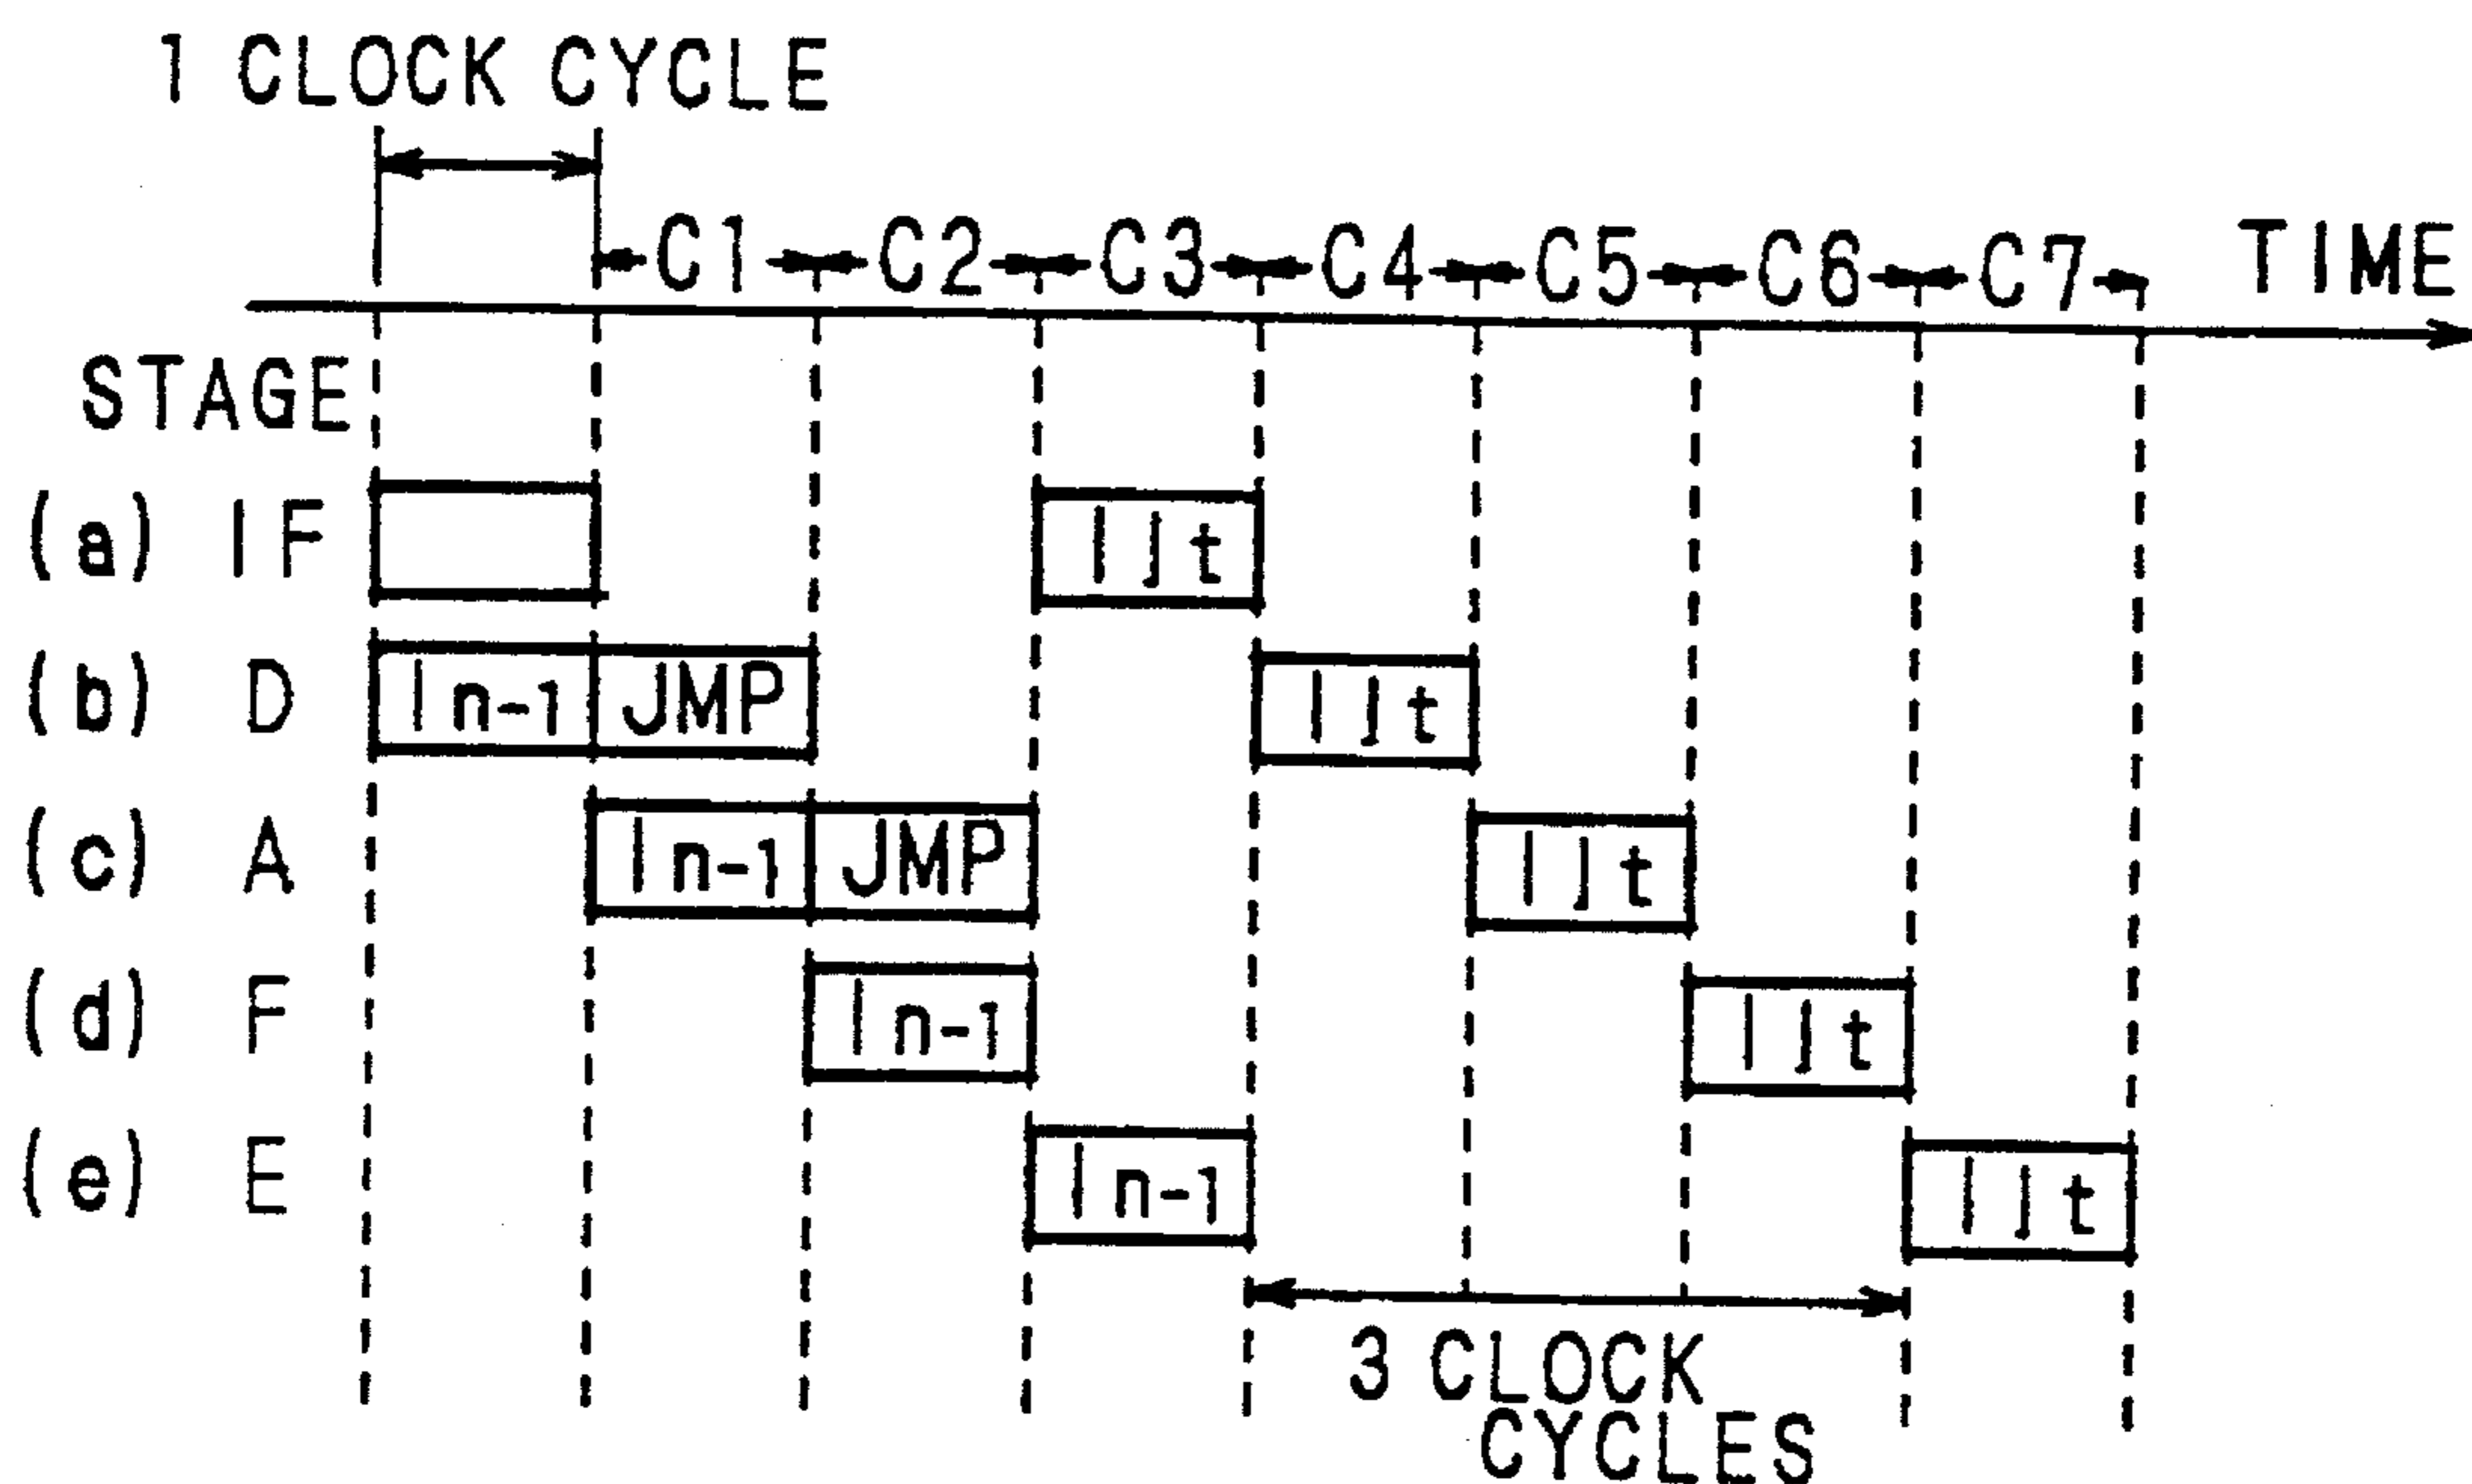 1 CLOCK CYCLE
C1 C2 C3 C4 C5 C6 C7 TIME
STAGE
(a) IF IJt
(b) D In-1 JMP IJt
(c) A In-1 JMP IJt
(d) F In-1 IJt
(e) E In-1 IJt
3 CLOCK
CYCLES